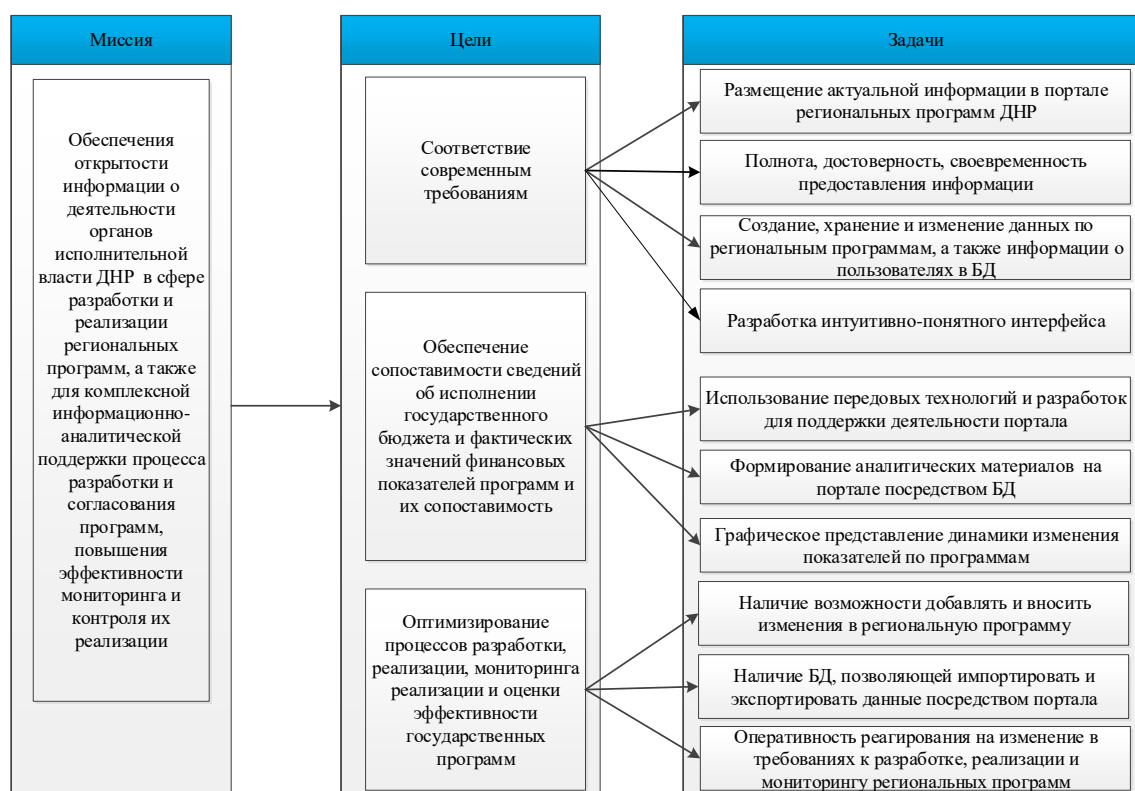 Миссия
Обеспечения
открытости
информации о
деятельности
органов
исполнительной
власти ДНР в сфере
разработки и
реализации
региональных
программ, а также
для комплексной
информационно-
аналитической
поддержки процесса
разработки и
согласования
программ,
повышения
эффективности
мониторинга и
контроля их
реализации
Цели
Соответствие
современным
требованиям
Обеспечение
сопоставимости сведений
об исполнении
государственного
бюджета и фактических
значений финансовых
показателей программ и
их сопоставимость
Оптимизирование
процессов разработки,
реализации, мониторинга
реализации и оценки
эффективности
государственных
программ
Задачи
Размещение актуальной информации в портале
региональных программ ДНР
Полнота, достоверность, своевременность
предоставления информации
Создание, хранение и изменение данных по
региональным программам, а также информации о
пользователях в БД
Разработка интуитивно-понятного интерфейса
Использование передовых технологий и разработок
для поддержки деятельности портала
Формирование аналитических материалов на
портале посредством БД
Графическое представление динамики изменения
показателей по программам
Наличие возможности добавлять и вносить
изменения в региональную программу
Наличие БД, позволяющей импортировать и
экспортировать данные посредством портала
Оперативность реагирования на изменение в
требованиях к разработке, реализации и
мониторингу региональных программ